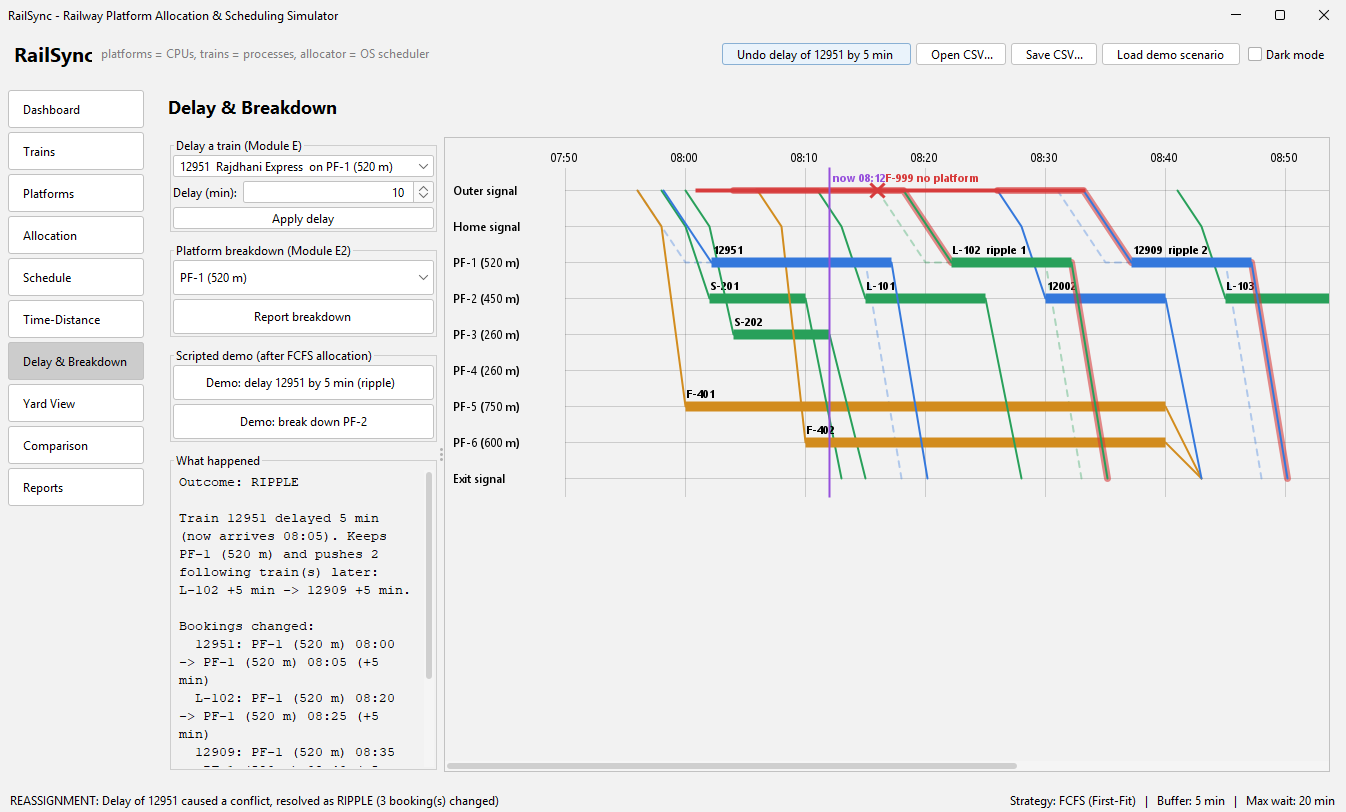 RailSync - Railway Platform Allocation & Scheduling Simulator
RailSync platforms = CPUs, trains = processes, allocator = OS scheduler
Undo delay of 12951 by 5 min
Open CSV...
Save CSV...
Load demo scenario
Dark mode
Dashboard
Trains
Platforms
Allocation
Schedule
Time-Distance
Delay & Breakdown
Yard View
Comparison
Reports
Delay & Breakdown
Delay a train (Module E)
12951 Rajdhani Express on PF-1 (520 m)
Delay (min): 10
Apply delay
Platform breakdown (Module E2)
PF-1 (520 m)
Report breakdown
Scripted demo (after FCFS allocation)
Demo: delay 12951 by 5 min (ripple)
Demo: break down PF-2
What happened
Outcome: RIPPLE
Train 12951 delayed 5 min
(now arrives 08:05). Keeps
PF-1 (520 m) and pushes 2
following train(s) later:
L-102 +5 min -> 12909 +5 min.
Bookings changed:
12951: PF-1 (520 m) 08:00
-> PF-1 (520 m) 08:05 (+5
min)
L-102: PF-1 (520 m) 08:20
-> PF-1 (520 m) 08:25 (+5
min)
12909: PF-1 (520 m) 08:35
07:50 08:00 08:10 08:20 08:30 08:40 08:50
now 08:12 F-999 no platform
Outer signal
Home signal
PF-1 (520 m) 12951 L-102 ripple 1 12909 ripple 2
PF-2 (450 m) S-201 L-101 12002 L-103
PF-3 (260 m) S-202
PF-4 (260 m)
PF-5 (750 m) F-401
PF-6 (600 m) F-402
Exit signal
REASSIGNMENT: Delay of 12951 caused a conflict, resolved as RIPPLE (3 booking(s) changed)
Strategy: FCFS (First-Fit) | Buffer: 5 min | Max wait: 20 min